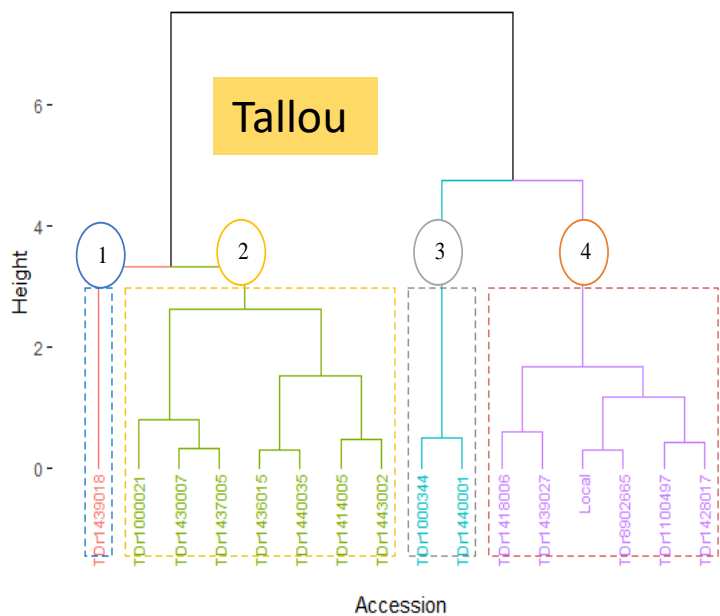 Tallou
6
4
2
0
Height
1
2
3
4
TDr1439018
TDr1000021
TDr1430007
TDr1437005
TDr1436015
TDr1440035
TDr1414005
TDr1443002
TDr1000344
TDr1440001
TDr1418006
TDr1439027
Local
TDr8902665
TDr1100497
TDr1428017
Accession